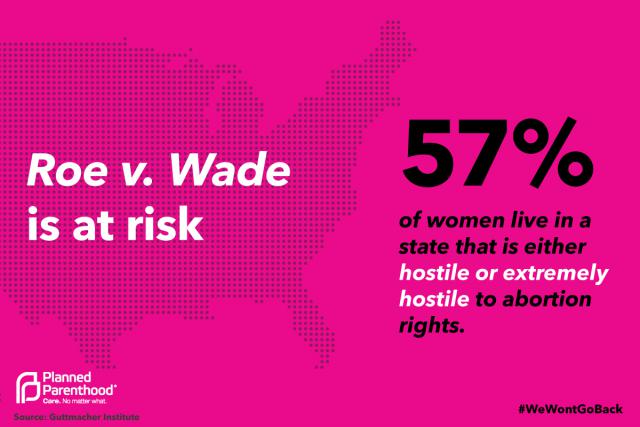 Roe v. Wade
is at risk
57%
of women live in a
state that is either
hostile or extremely
hostile to abortion
rights.
Planned
Parenthood®
Care. No matter what.
Source: Guttmacher Institute
#WeWontGoBack